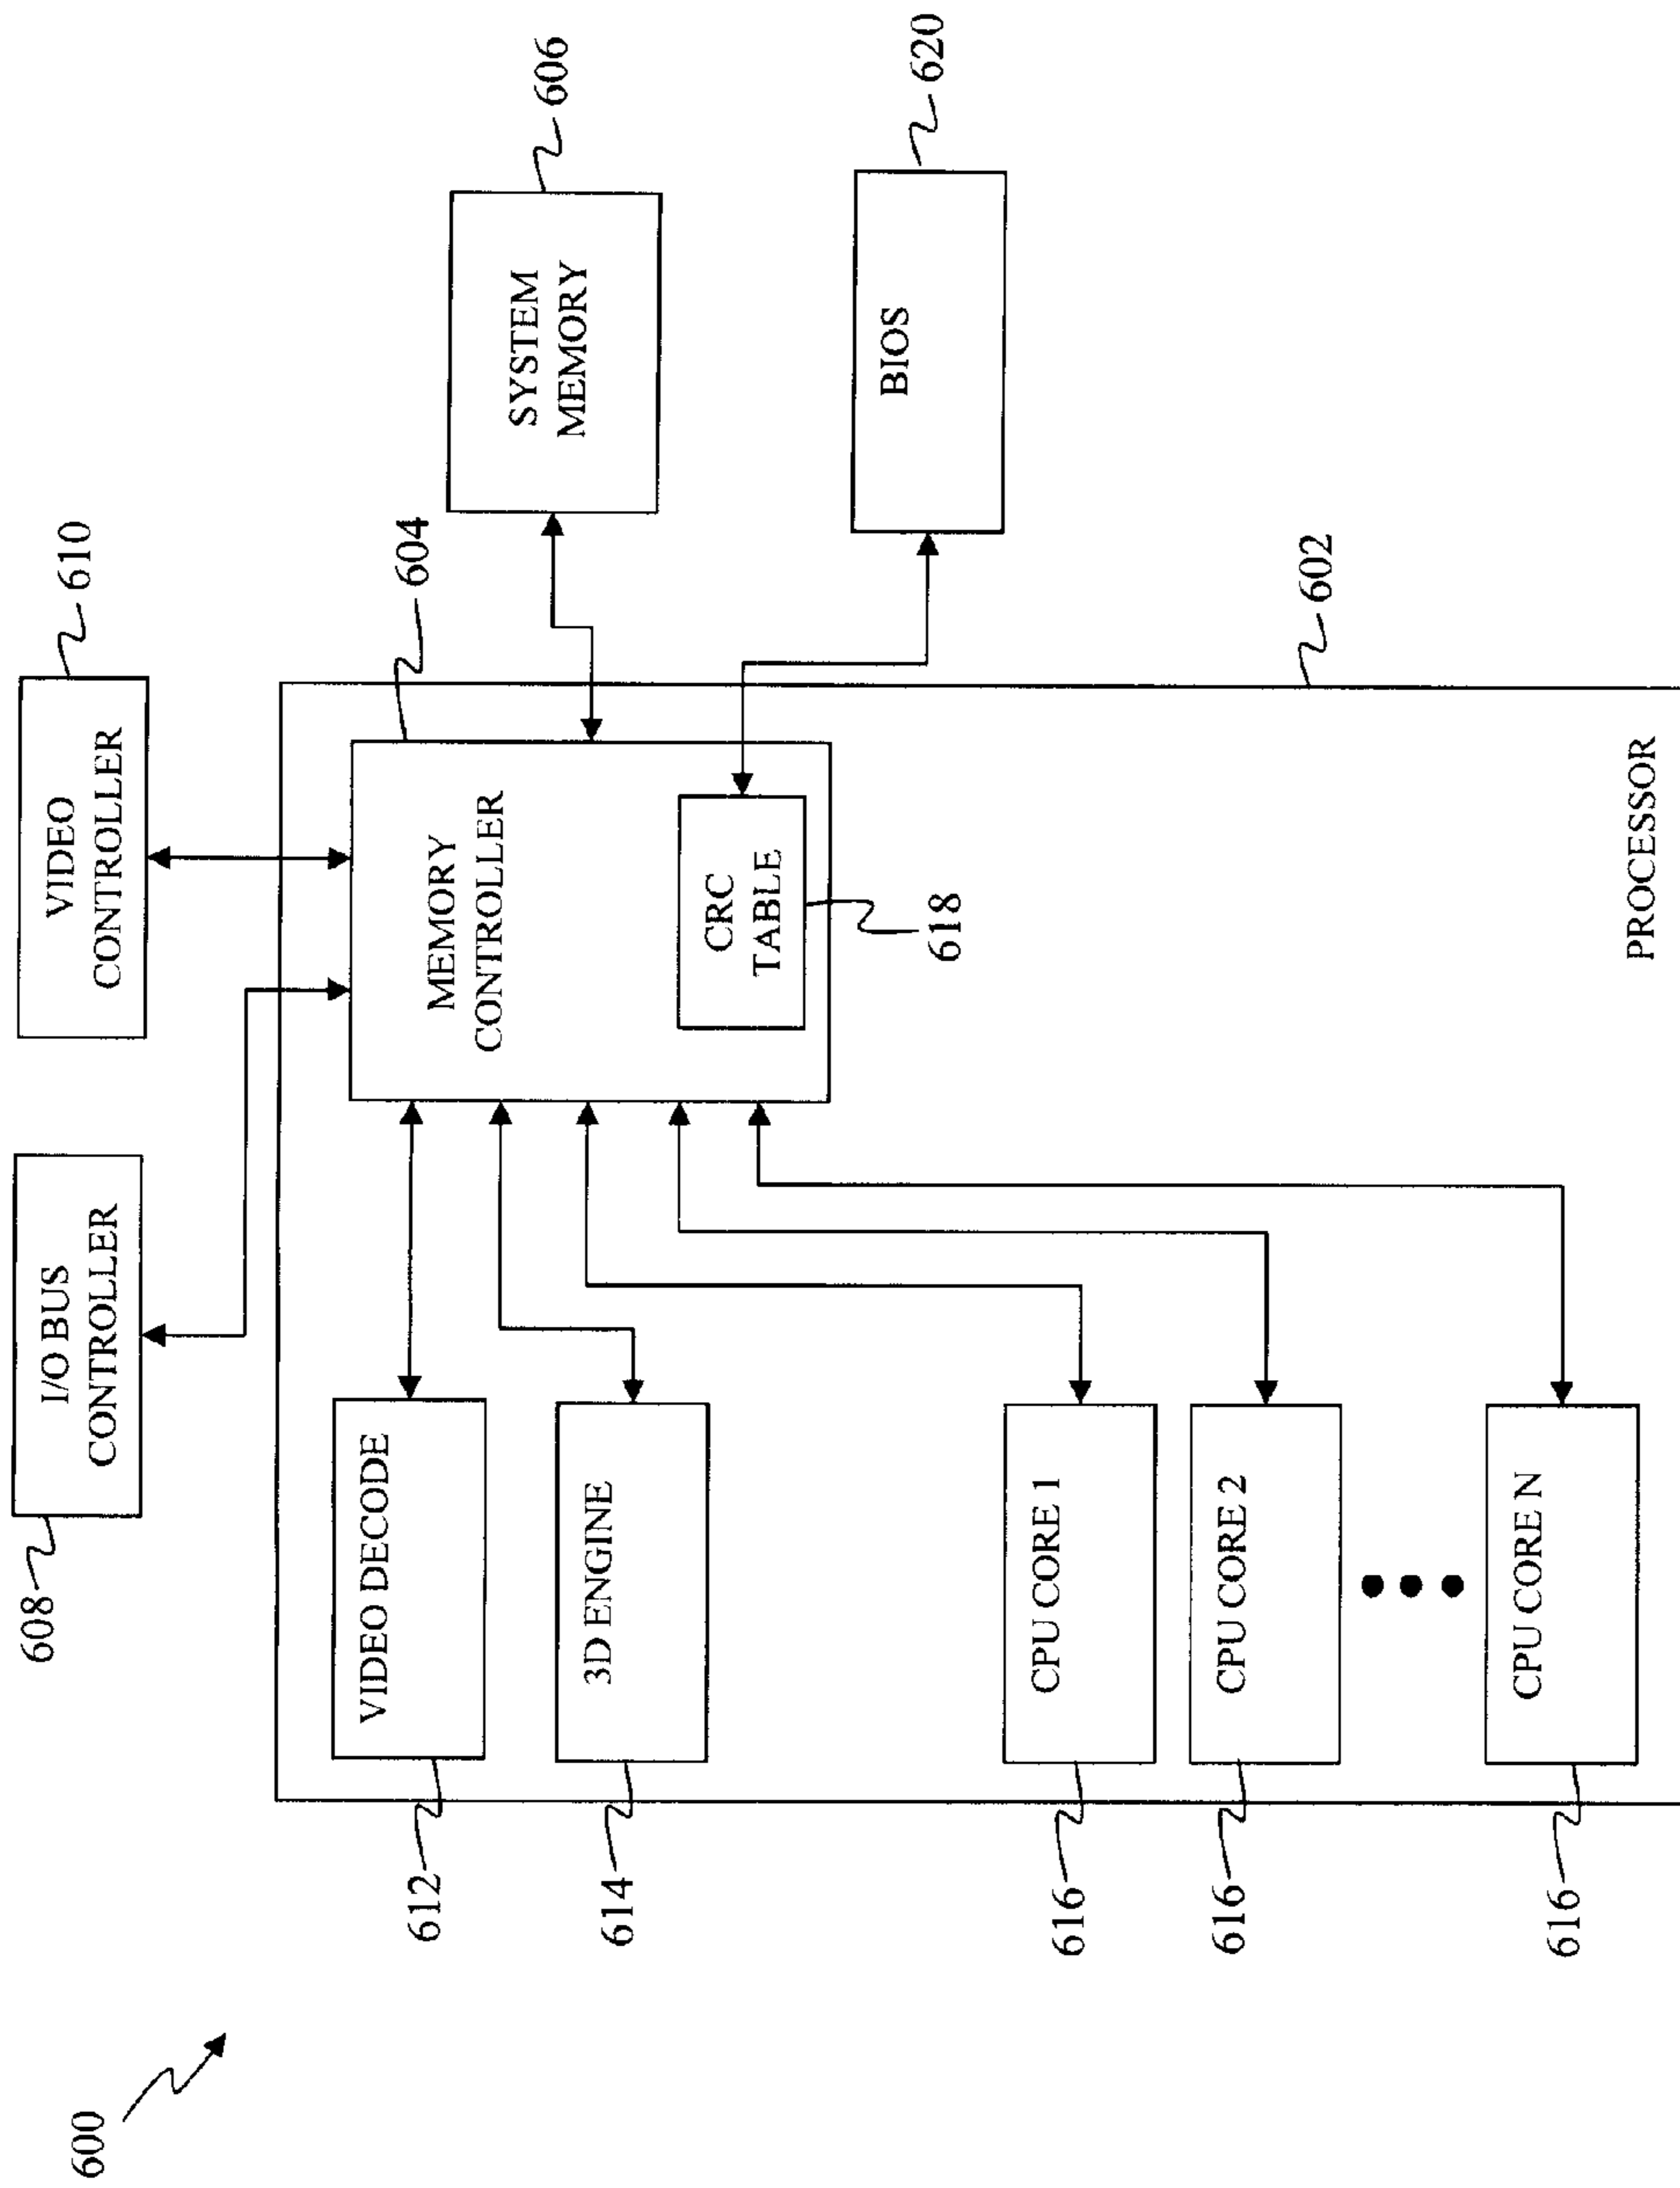 600
608
I/O BUS
CONTROLLER
VIDEO
CONTROLLER
610
612
VIDEO DECODE
614
3D ENGINE
MEMORY
CONTROLLER
604
CRC
TABLE
618
SYSTEM
MEMORY
606
BIOS
620
616
CPU CORE 1
616
CPU CORE 2
616
CPU CORE N
PROCESSOR
602